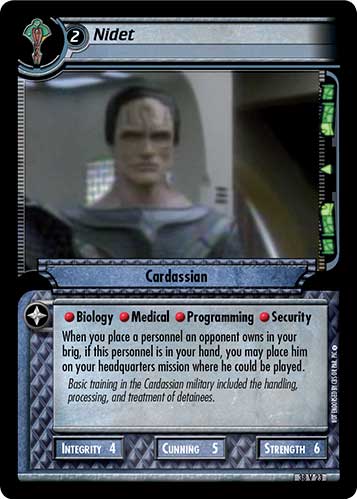 2 Nidet
Cardassian
Biology Medical Programming Security
When you place a personnel an opponent owns in your
brig, if this personnel is in your hand, you may place him
on your headquarters mission where he could be played.
Basic training in the Cardassian military included the handling,
processing, and treatment of detainees.
INTEGRITY 4 CUNNING 5 STRENGTH 6
38 V 23